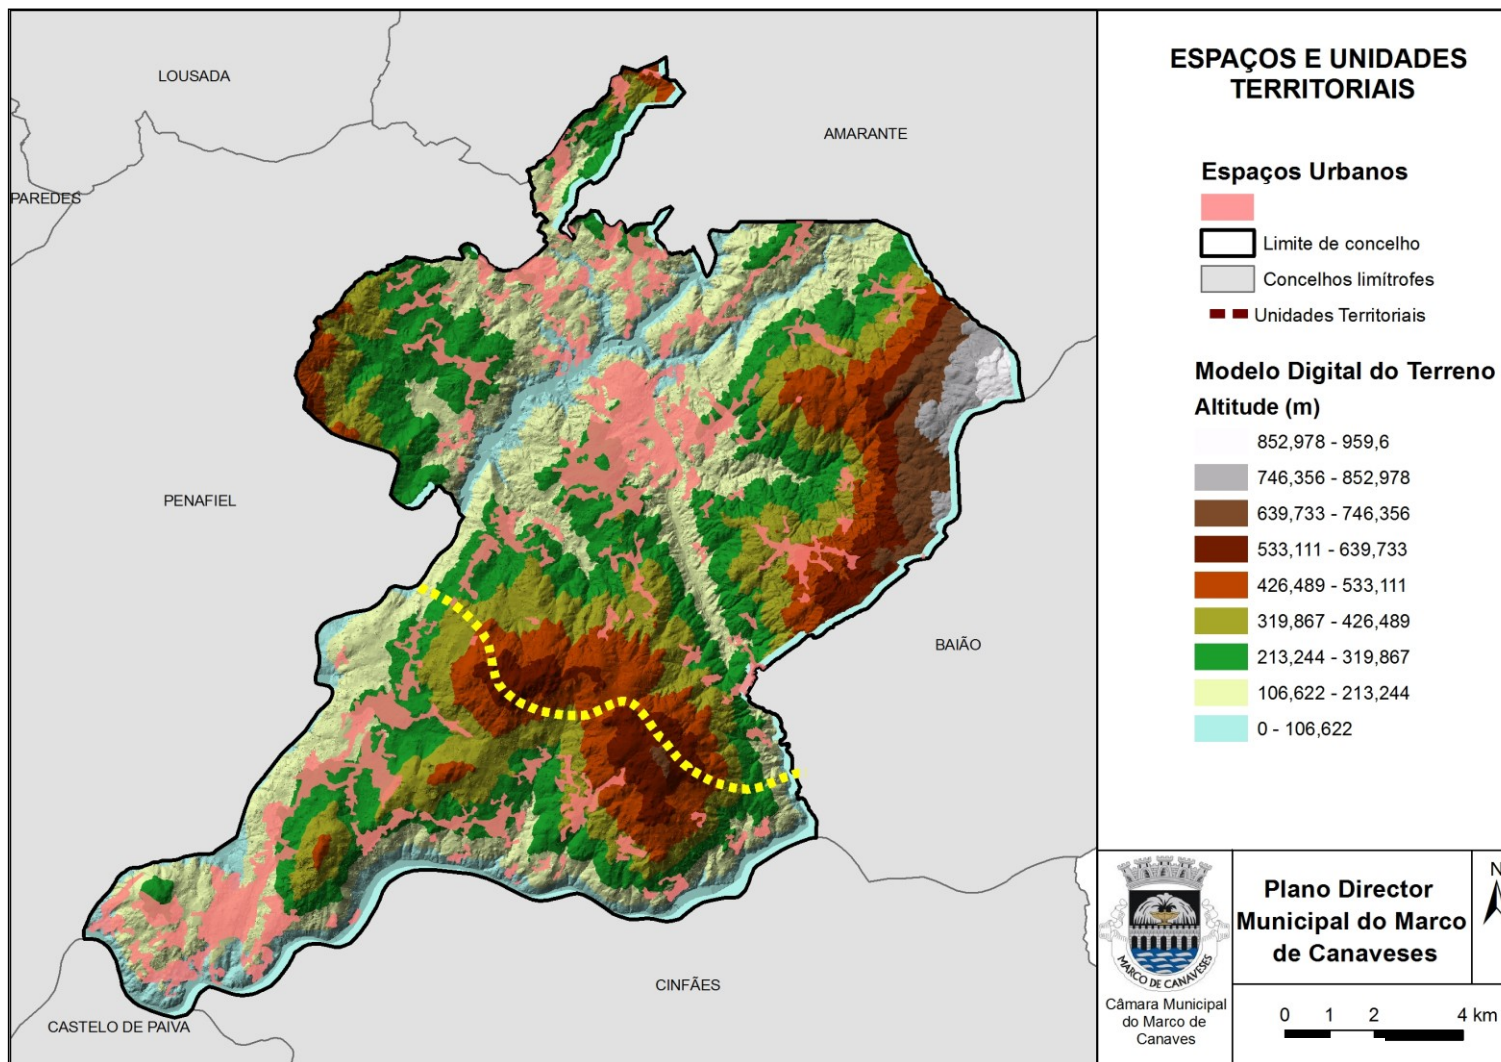 LOUSADA
AMARANTE
PAREDES
PENAFIEL
BAIÃO
CINFÃES
CASTELO DE PAIVA
ESPAÇOS E UNIDADES
TERRITORIAIS
Espaços Urbanos
Limite de concelho
Concelhos limítrofes
Unidades Territoriais
Modelo Digital do Terreno
Altitude (m)
852,978 - 959,6
746,356 - 852,978
639,733 - 746,356
533,111 - 639,733
426,489 - 533,111
319,867 - 426,489
213,244 - 319,867
106,622 - 213,244
0 - 106,622
MARCO DE CANAVESES
Câmara Municipal
do Marco de
Canaves
Plano Director
Municipal do Marco
de Canaveses
N
0 1 2 4 km